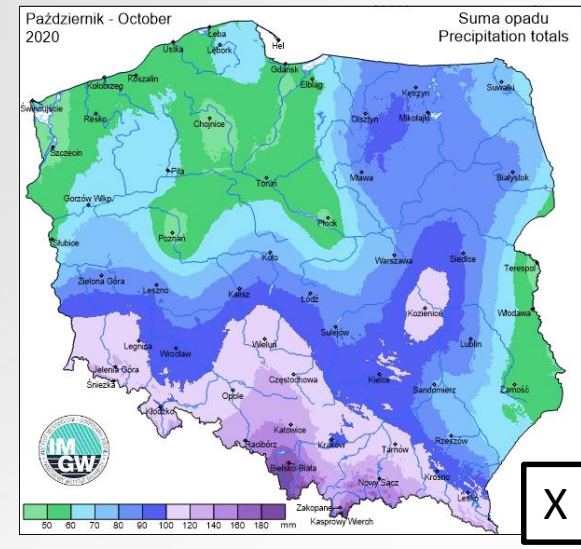 Październik - October
2020
Suma opadu
Precipitation totals
Łeba
Hel
Ustka
Lębork
Gdańsk
Koszalin
Kołobrzeg
Elbląg
Suwałki
Kętrzyn
Świnoujście
Resko
Chojnice
Olsztyn
Mikołajki
Szczecin
Piła
Toruń
Mława
Białystok
Gorzów Wlkp.
Płock
Słubice
Poznań
Koło
Warszawa
Siedlce
Terespol
Zielona Góra
Leszno
Kalisz
Łódź
Kozienice
Włodawa
Sulejów
Legnica
Wrocław
Wieluń
Lublin
Jelenia Góra
Śnieżka
Częstochowa
Kielce
Sandomierz
Zamość
Opole
Kłodzko
Katowice
Racibórz
Kraków
Tarnów
Rzeszów
Bielsko-Biała
Nowy Sącz
Krosno
Lesko
Zakopane
Kasprowy Wierch
IM
GW
50 60 70 80 90 100 120 140 160 180 mm
X